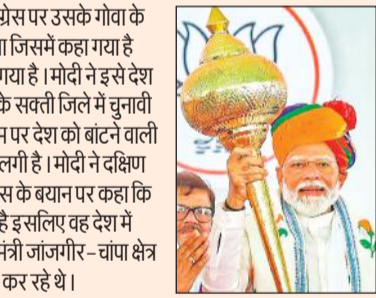 ग्रेस पर उसके गोवा के
जिसमें कहा गया है
गया है । मोदी ने इसे देश
के सक्ती जिले में चुनावी
पर देश को बांटने वाली
लगी है । मोदी ने दक्षिण
स के बयान पर कहा कि
है इसलिए वह देश में
मंत्री जांजगीर-चांपा क्षेत्र
कर रहे थे ।